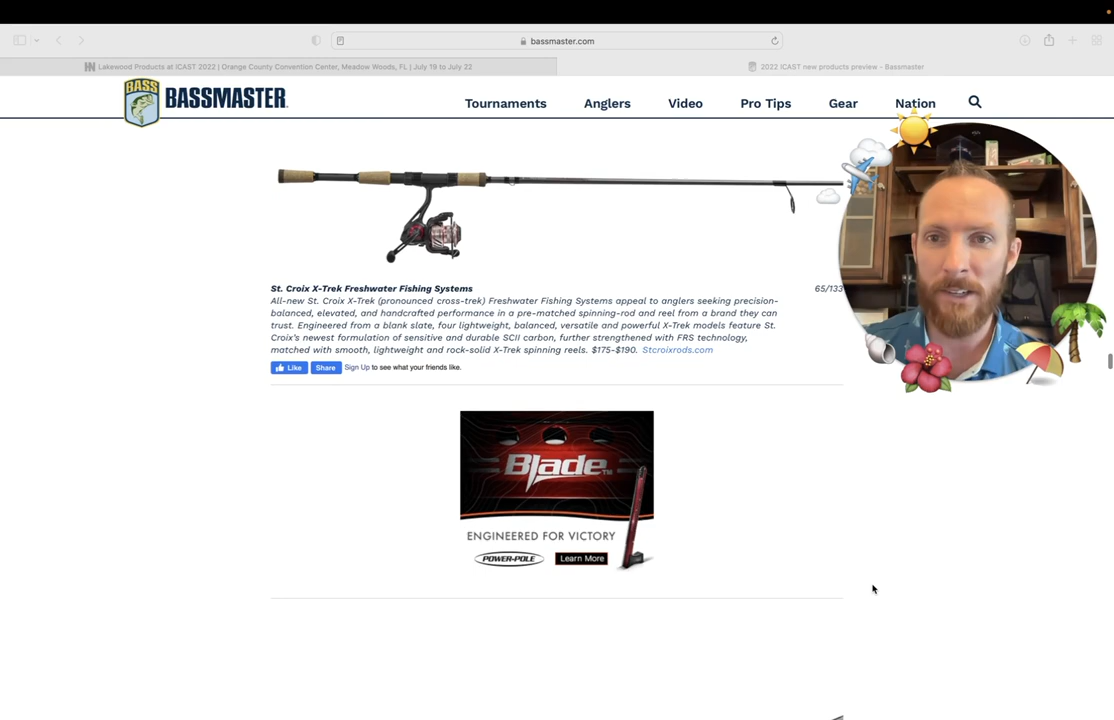 bassmaster.com
Lakewood Products at ICAST 2022 | Orange County Convention Center, Meadow Woods, FL | July 19 to July 22
2022 ICAST new products preview - Bassmaster
BASS BASSMASTER
Tournaments Anglers Video Pro Tips Gear Nation
St. Croix X-Trek Freshwater Fishing Systems 65/133
All-new St. Croix X-Trek (pronounced cross-trek) Freshwater Fishing Systems appeal to anglers seeking precision-
balanced, elevated, and handcrafted performance in a pre-matched spinning-rod and reel from a brand they can
trust. Engineered from a blank slate, four lightweight, balanced, versatile and powerful X-Trek models feature St.
Croix's newest formulation of sensitive and durable SCII carbon, further strengthened with FRS technology,
matched with smooth, lightweight and rock-solid X-Trek spinning reels. $175-$190. Stcroixrods.com
Like Share Sign Up to see what your friends like.
Blade™
ENGINEERED FOR VICTORY
POWER-POLE Learn More